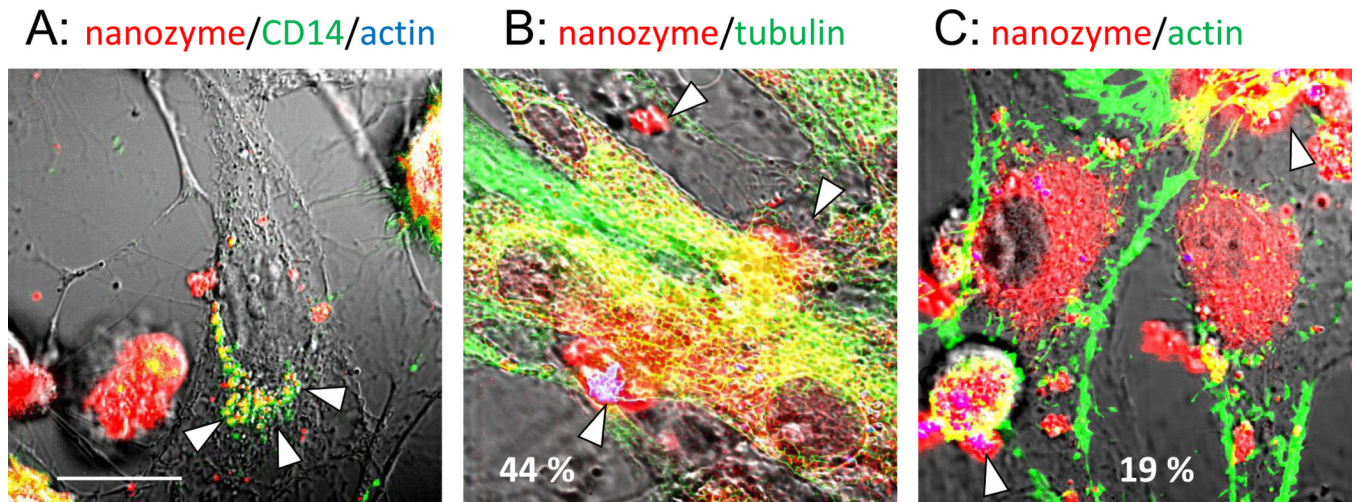 A: nanozyme/CD14/actin
B: nanozyme/tubulin
C: nanozyme/actin
44 %
19 %